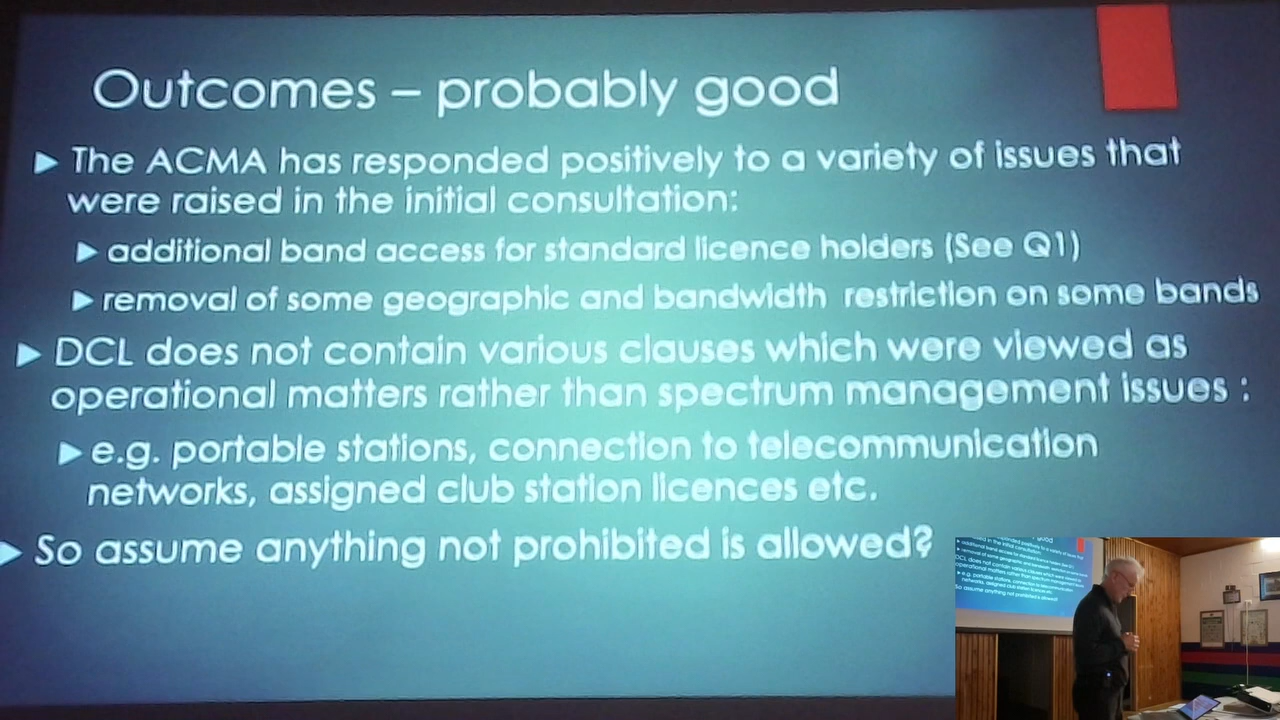 Outcomes – probably good
The ACMA has responded positively to a variety of issues that
were raised in the initial consultation:
additional band access for standard licence holders (See Q1)
removal of some geographic and bandwidth restriction on some bands
DCL does not contain various clauses which were viewed as
operational matters rather than spectrum management issues :
e.g. portable stations, connection to telecommunication
networks, assigned club station licences etc.
So assume anything not prohibited is allowed?